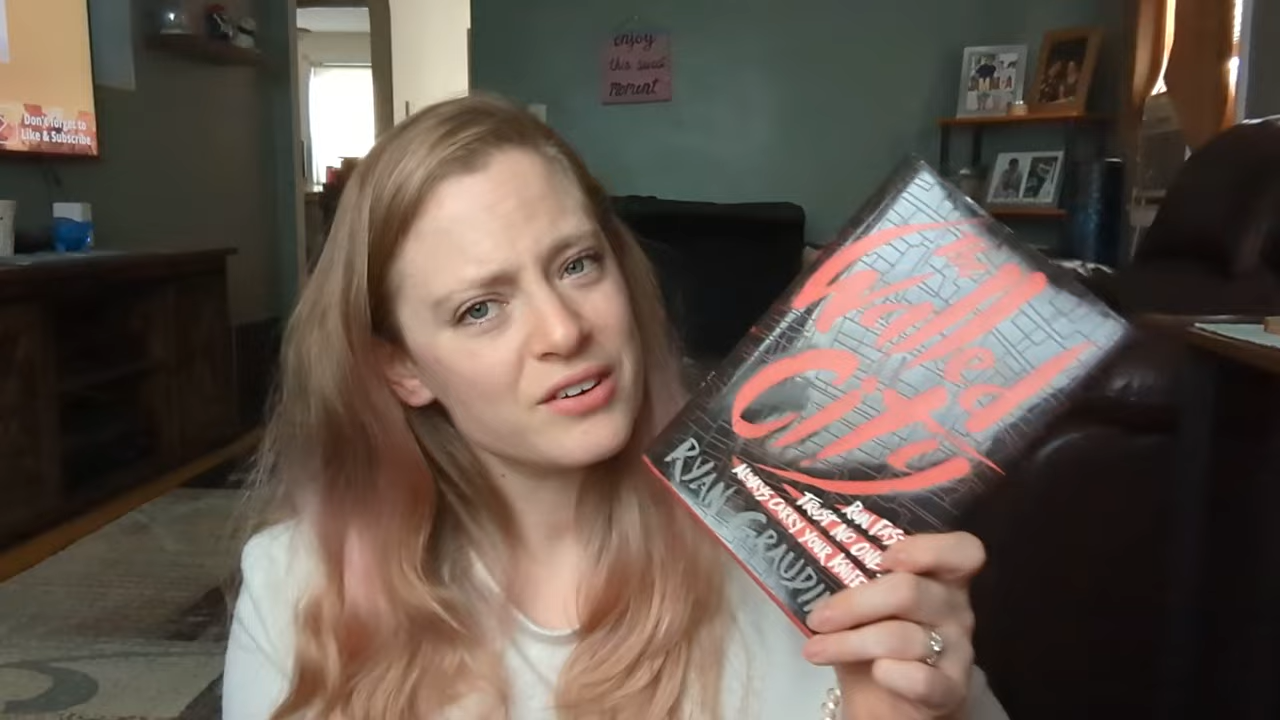 Don't forget to
Like & Subscribe
enjoy
this sweet
moment
The
Walled
City
RUN FAS
TRUST NO ONE
ALWAYS CARRY YOUR KNIFE
RYAN GRAUDIN